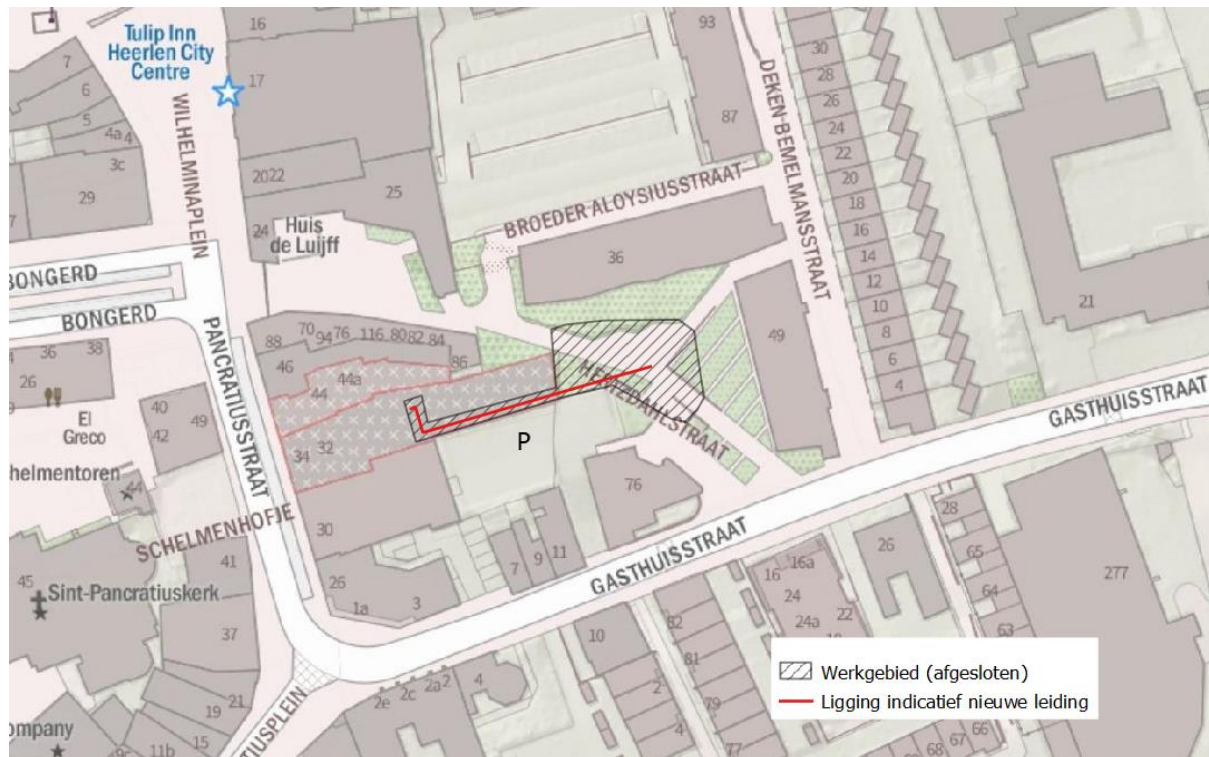 Tulip Inn
Heerlen City
Centre
16
17
7
6
5
4a
4
3c
29
WILHELMINAPLEIN
2022
24
25
Huis
de Luijff
93
87
DEKEN BEMELMANSSTRAAT
30
28
26
24
22
20
18
16
14
12
10
8
6
4
21
BROEDER ALOYSIUSSTRAAT
36
49
BONGERD
BONGERD
PANCRATIUSSTRAAT
36
38
26
El
Greco
40
42
49
88
70
94
76
116
80
82
84
86
46
44a
44
32
34
30
P
76
GASTHUISSTRAAT
GASTHUISSTRAAT
chelmentoren
44
SCHELMENHOFJE
41
45
Sint-Pancratiuskerk
37
26
1a
3
7
9
11
21
19
15
11b
ompany
TIUSPLEIN
2e
2c
2a
2
4
10
82
81
79
77
2
4
16
16a
24
24a
22
26
28
65
64
63
66
67
68
277
Werkgebied (afgesloten)
Ligging indicatief nieuwe leiding